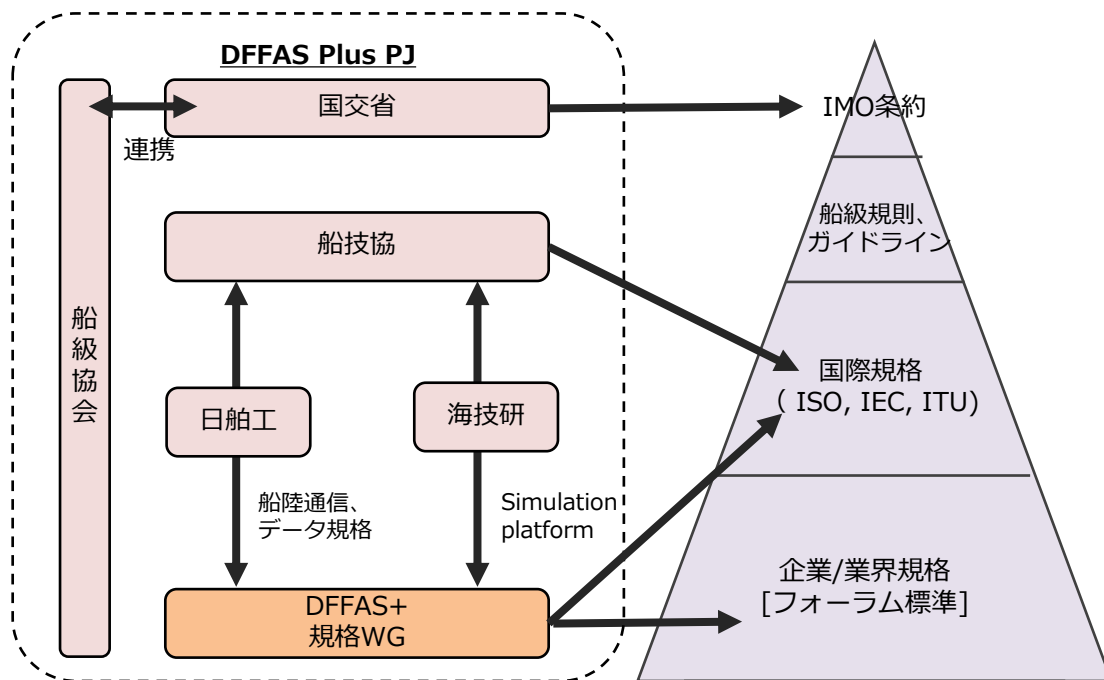 DFFAS Plus PJ
国交省
連携
船技協
船級協会
日舶工
海技研
船陸通信、
データ規格
Simulation
platform
DFFAS+
規格WG
IMO条約
船級規則、
ガイドライン
国際規格
（ ISO, IEC, ITU)
企業/業界規格
[フォーラム標準]